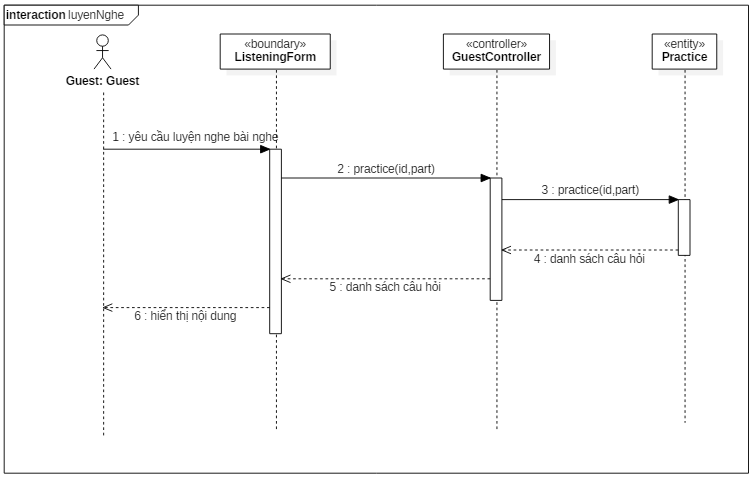 interaction luyenNghe
Guest: Guest
«boundary»
ListeningForm
«controller»
GuestController
«entity»
Practice
1 : yêu cầu luyện nghe bài nghe
2 : practice(id,part)
3 : practice(id,part)
4 : danh sách câu hỏi
5 : danh sách câu hỏi
6 : hiển thị nội dung